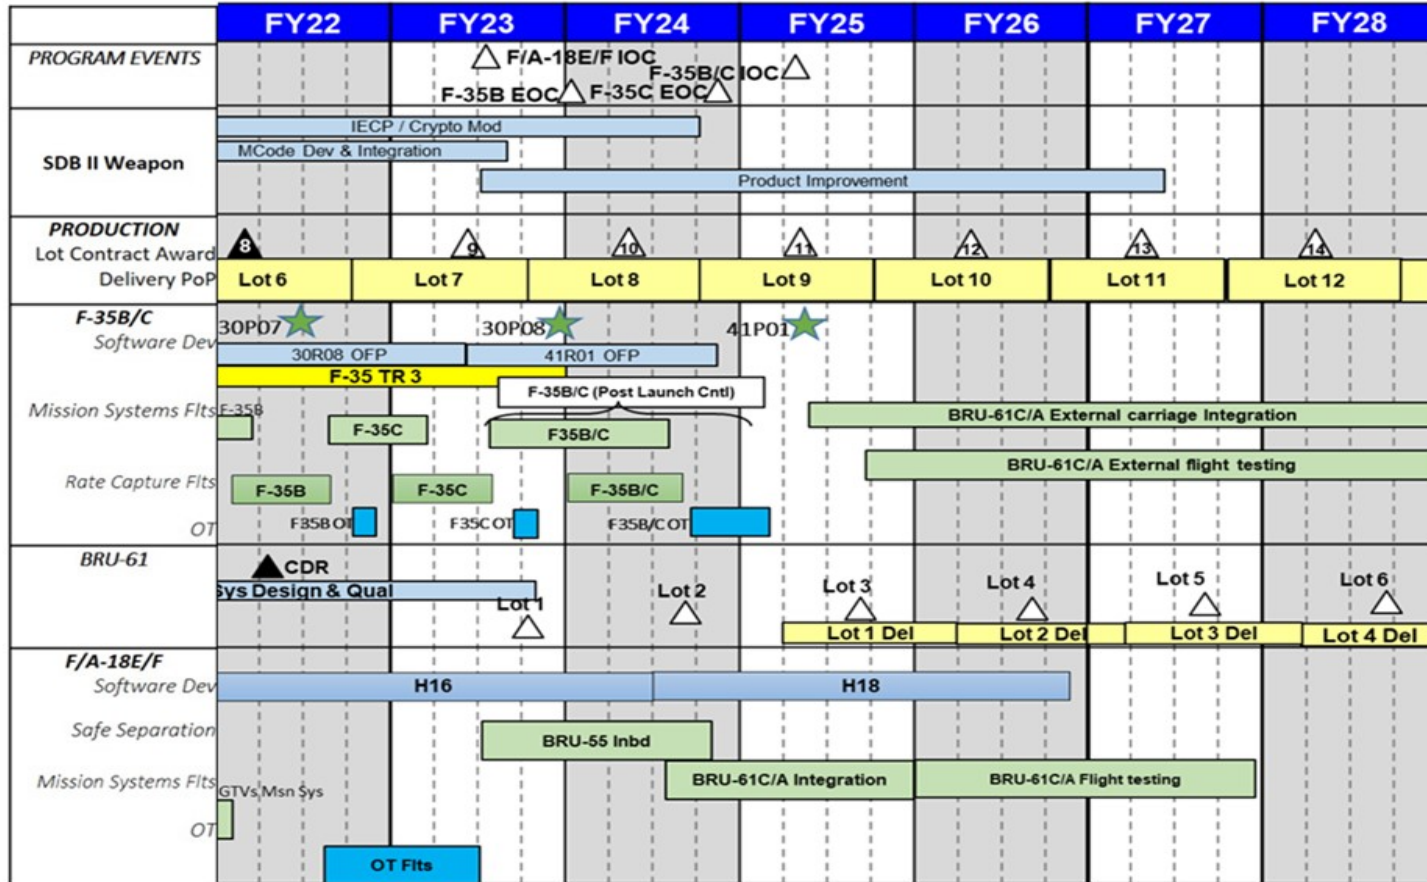 FY22 FY23 FY24 FY25 FY26 FY27 FY28
PROGRAM EVENTS
F/A-18E/F IOC
F-35B/C IOC
F-35B EOC
F-35C EOC
SDB II Weapon
IECP / Crypto Mod
MCode Dev & Integration
Product Improvement
PRODUCTION
Lot Contract Award
8 9 10 11 12 13 14
Delivery PoP
Lot 6 Lot 7 Lot 8 Lot 9 Lot 10 Lot 11 Lot 12
F-35B/C
Software Dev
30P07 30P08 41P01
30R08 OFP 41R01 OFP
F-35 TR 3
F-35B/C (Post Launch Cntl)
Mission Systems Flts
F-35B
F-35C
F35B/C
BRU-61C/A External carriage Integration
BRU-61C/A External flight testing
Rate Capture Flts
F-35B F-35C F-35B/C
OT
F35B OT F35C OT F35B/C OT
BRU-61
CDR
Sys Design & Qual
Lot 1 Lot 2 Lot 3 Lot 4 Lot 5 Lot 6
Lot 1 Del Lot 2 Del Lot 3 Del Lot 4 Del
F/A-18E/F
Software Dev
H16 H18
Safe Separation
BRU-55 Inbd
Mission Systems Flts
BRU-61C/A Integration BRU-61C/A Flight testing
GTVs Msn Sys
OT
OT Flts